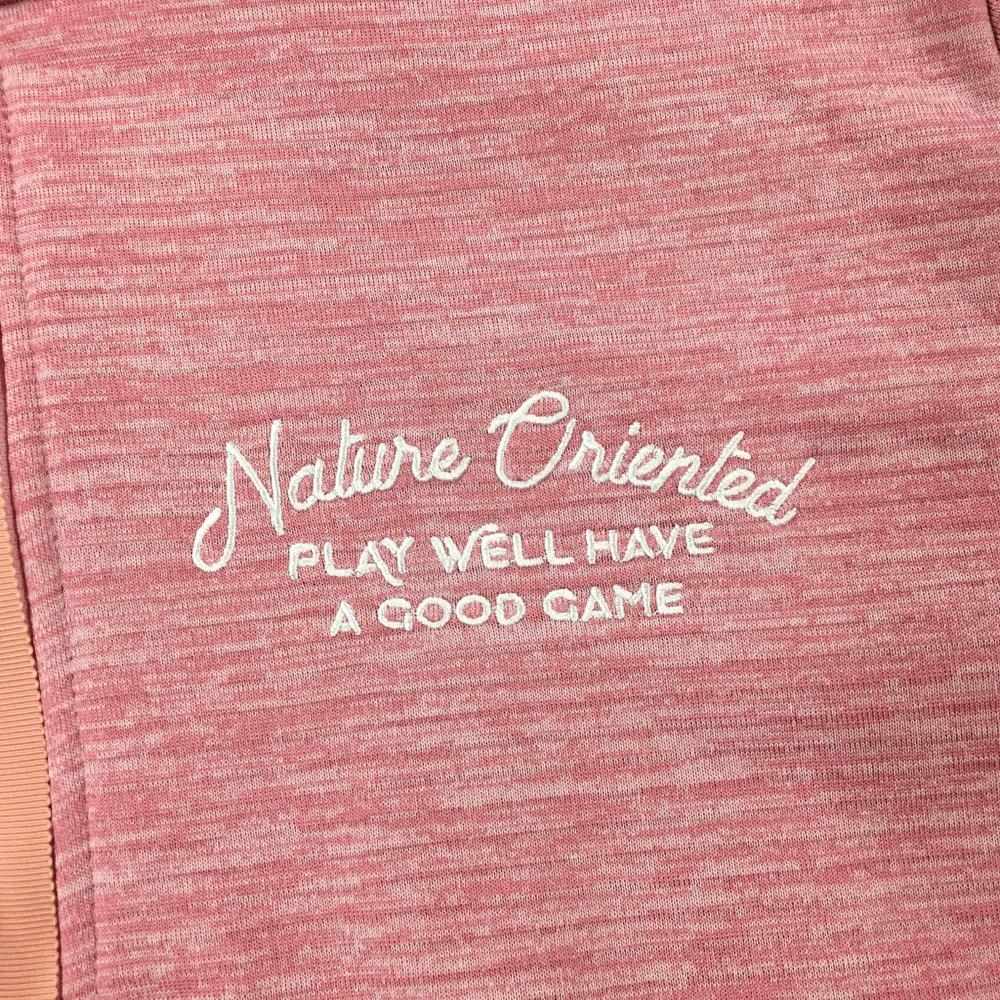 Nature Oriented
PLAY WELL HAVE
A GOOD GAME